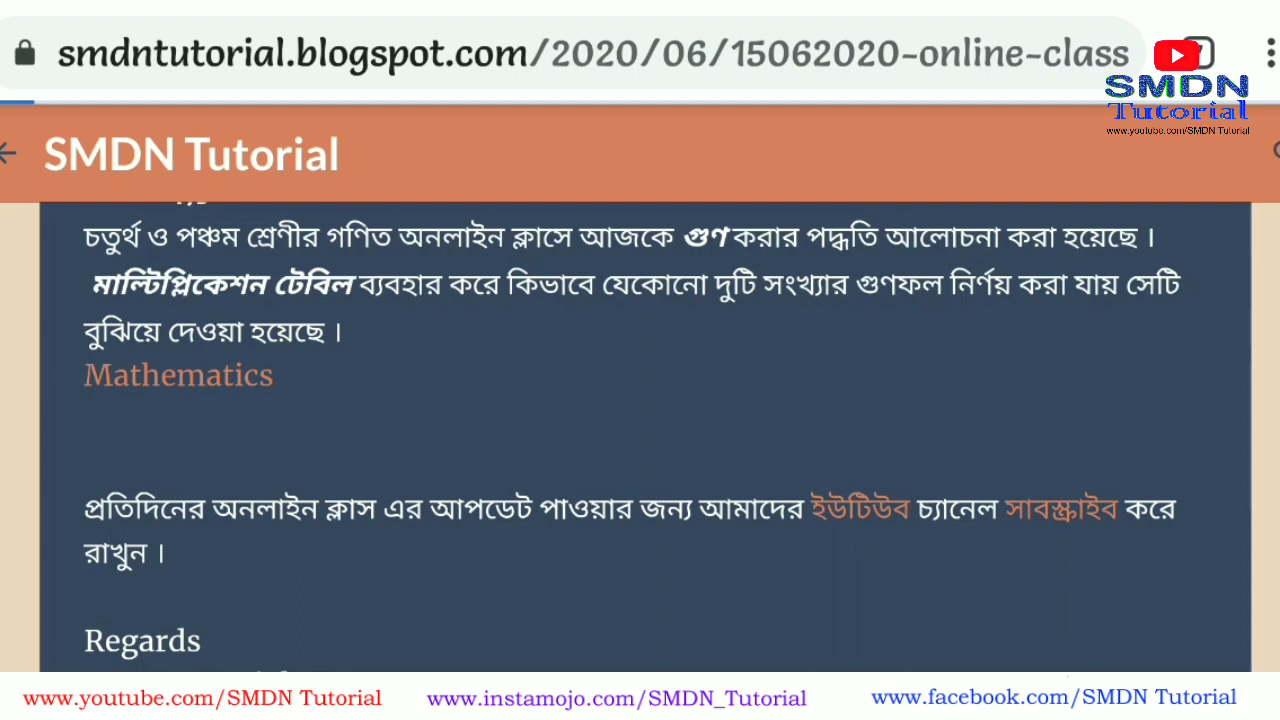 smdntutorial.blogspot.com/2020/06/15062020-online-class
SMDN
Tutorial
www.youtube.com/SMDN Tutorial
SMDN Tutorial
চতুর্থ ও পঞ্চম শ্রেণীর গণিত অনলাইন ক্লাসে আজকে গুণ করার পদ্ধতি আলোচনা করা হয়েছে ।
মাল্টিপ্লিকেশন টেবিল ব্যবহার করে কিভাবে যেকোনো দুটি সংখ্যার গুণফল নির্ণয় করা যায় সেটি
বুঝিয়ে দেওয়া হয়েছে ।
Mathematics
প্রতিদিনের অনলাইন ক্লাস এর আপডেট পাওয়ার জন্য আমাদের ইউটিউব চ্যানেল সাবস্ক্রাইব করে
রাখুন ।
Regards
www.youtube.com/SMDN Tutorial
www.instamojo.com/SMDN_Tutorial
www.facebook.com/SMDN Tutorial